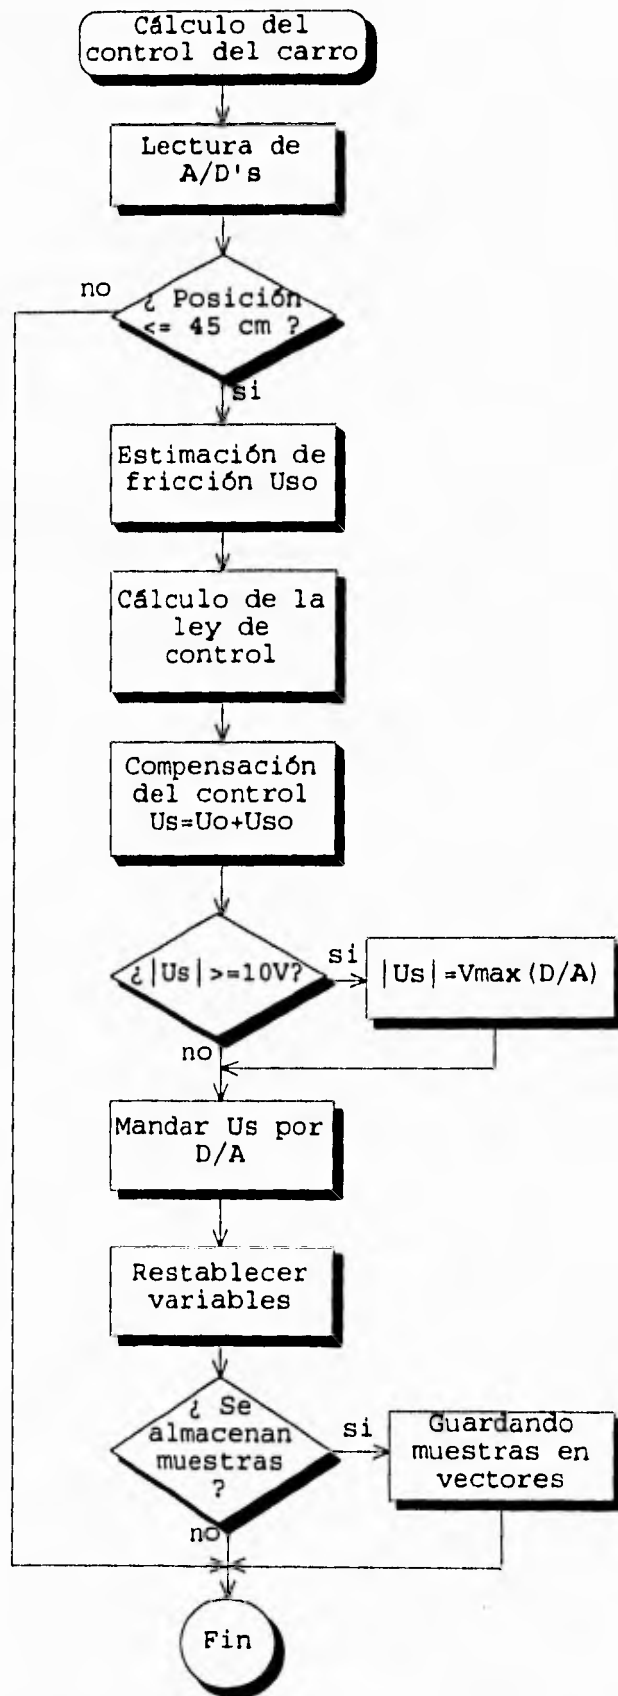 Cálculo del
control del carro
Lectura de
A/D's
no
¿ Posición
<= 45 cm ?
si
Estimación de
fricción Uso
Cálculo de la
ley de
control
Compensación
del control
Us=Uo+Uso
¿|Us|>=10V?
si
|Us|=Vmax(D/A)
no
Mandar Us por
D/A
Restablecer
variables
¿ Se
almacenan
muestras
?
si
Guardando
muestras en
vectores
no
Fin